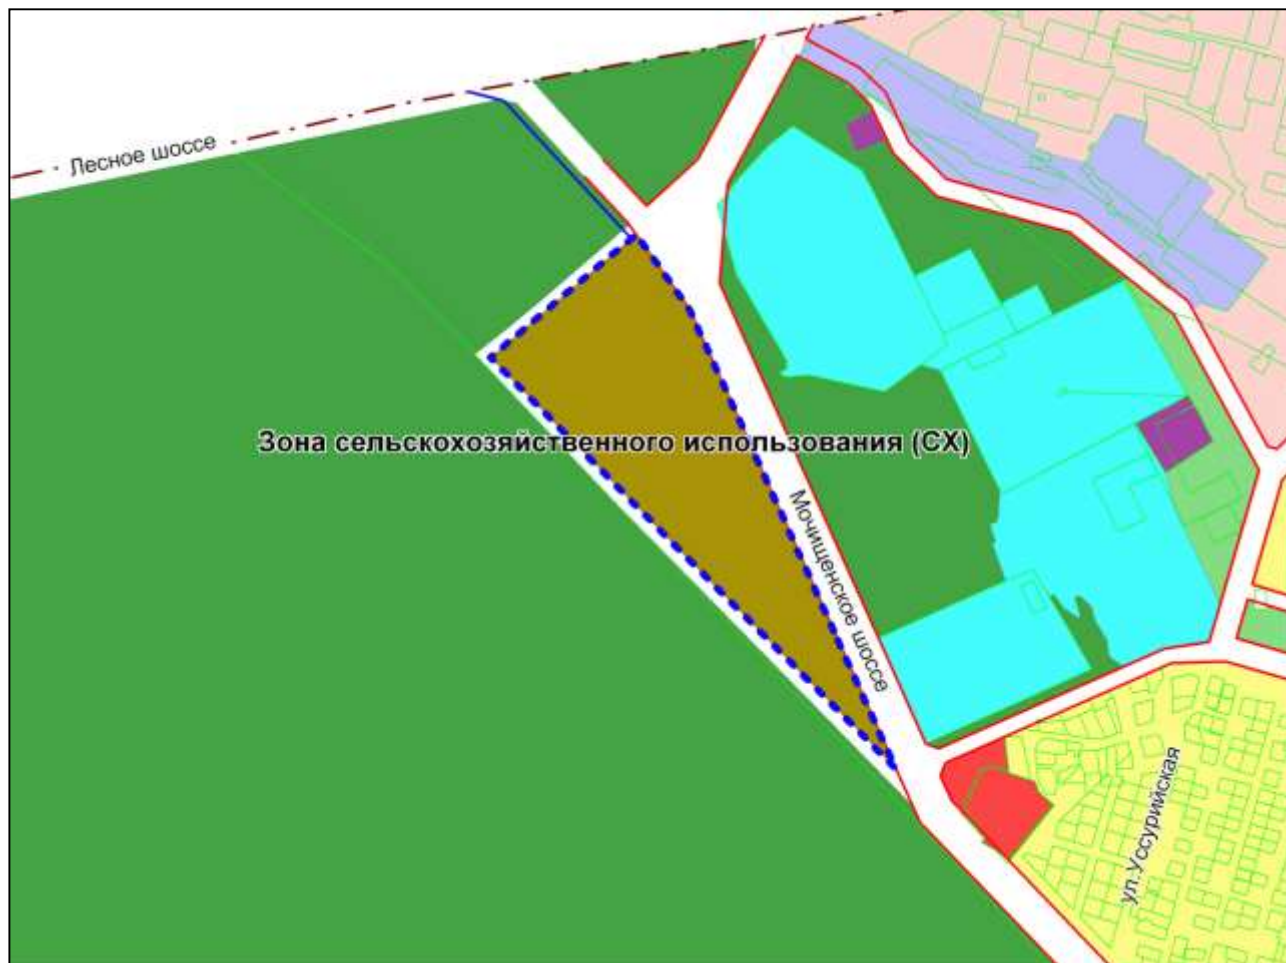 Лесное шоссе
Зона сельскохозяйственного использования (СХ)
Мочищенское шоссе
ул.Уссурийская